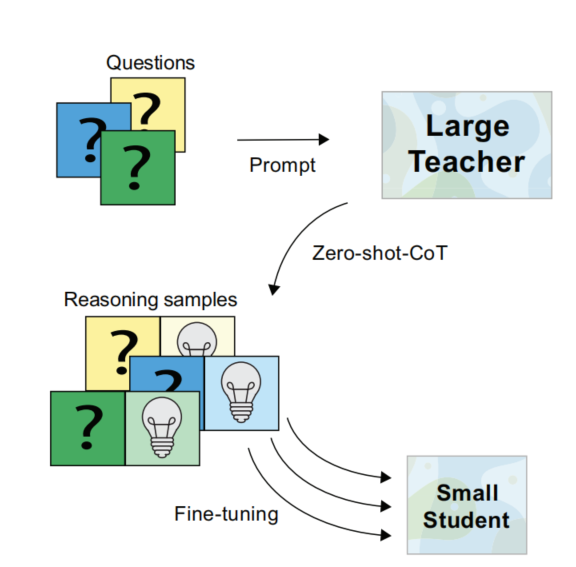 Questions
?
?
?
Prompt
Large
Teacher
Zero-shot-CoT
Reasoning samples
?
?
?
Fine-tuning
Small
Student